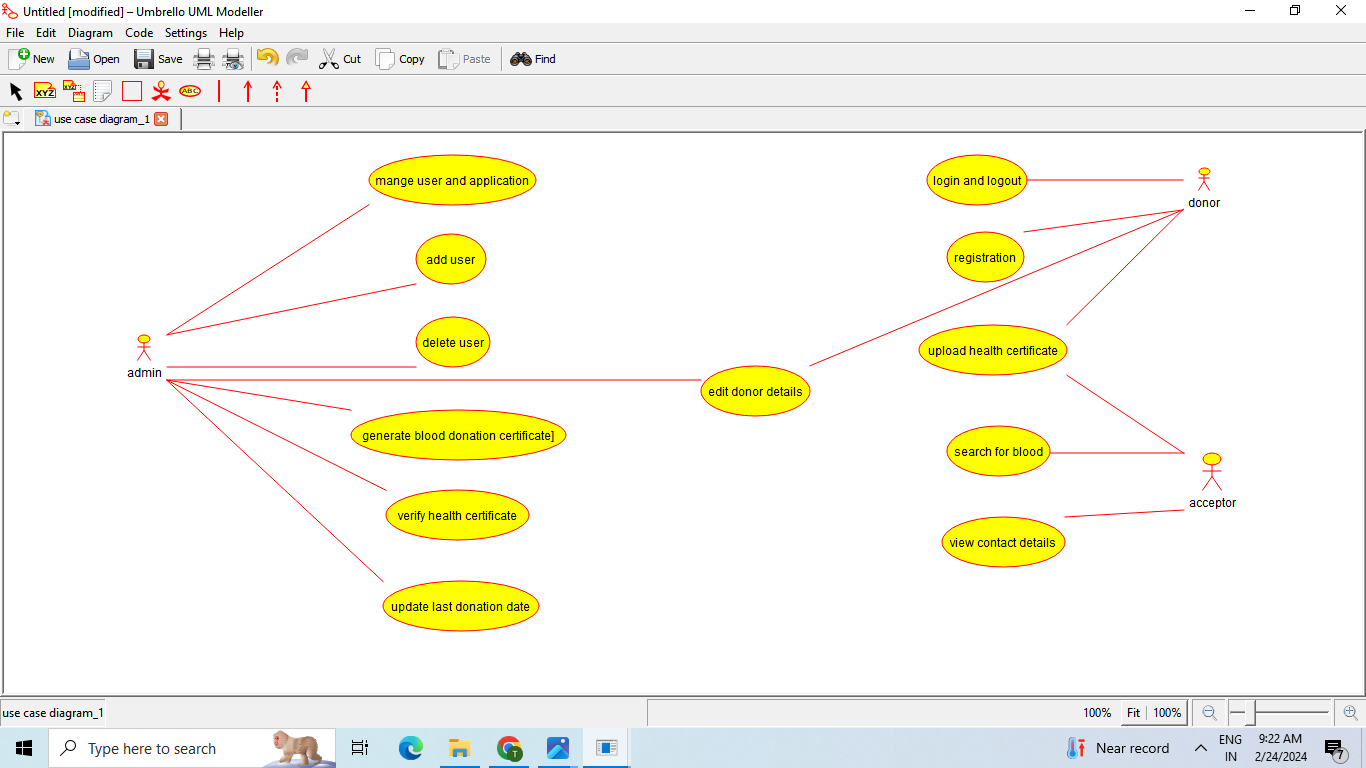 Untitled [modified] – Umbrello UML Modeller
File Edit Diagram Code Settings Help
New Open Save Cut Copy Paste Find
XYZ XYZ ABC
use case diagram_1
mange user and application
login and logout
donor
add user
registration
delete user
upload health certificate
admin
edit donor details
generate blood donation certificate]
search for blood
acceptor
verify health certificate
view contact details
update last donation date
use case diagram_1
100% Fit 100%
Type here to search
T
Near record
ENG
IN
9:22 AM
2/24/2024
7